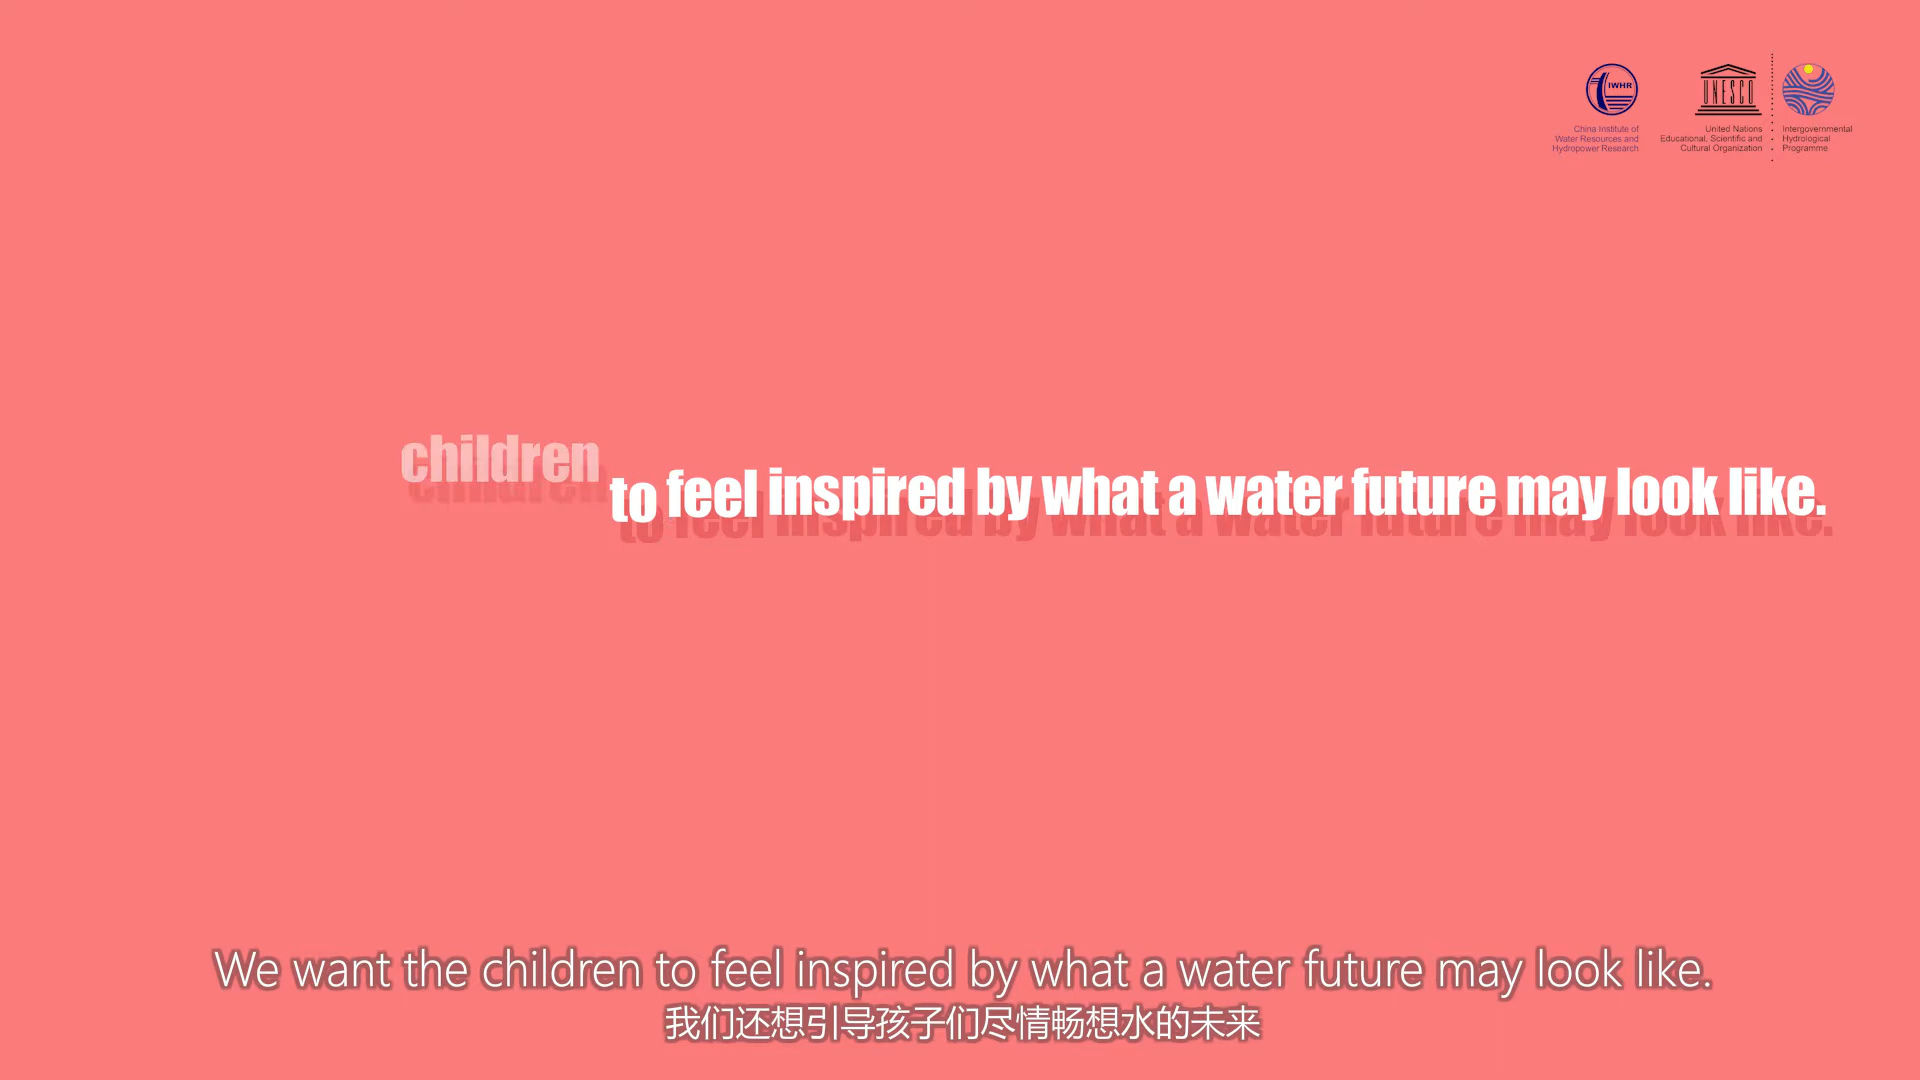 IWHR
China Institute of
Water Resources and
Hydropower Research
UNESCO
United Nations
Educational, Scientific and
Cultural Organization
Intergovernmental
Hydrological
Programme
children to feel inspired by what a water future may look like.
We want the children to feel inspired by what a water future may look like.
我们还想引导孩子们尽情畅想水的未来